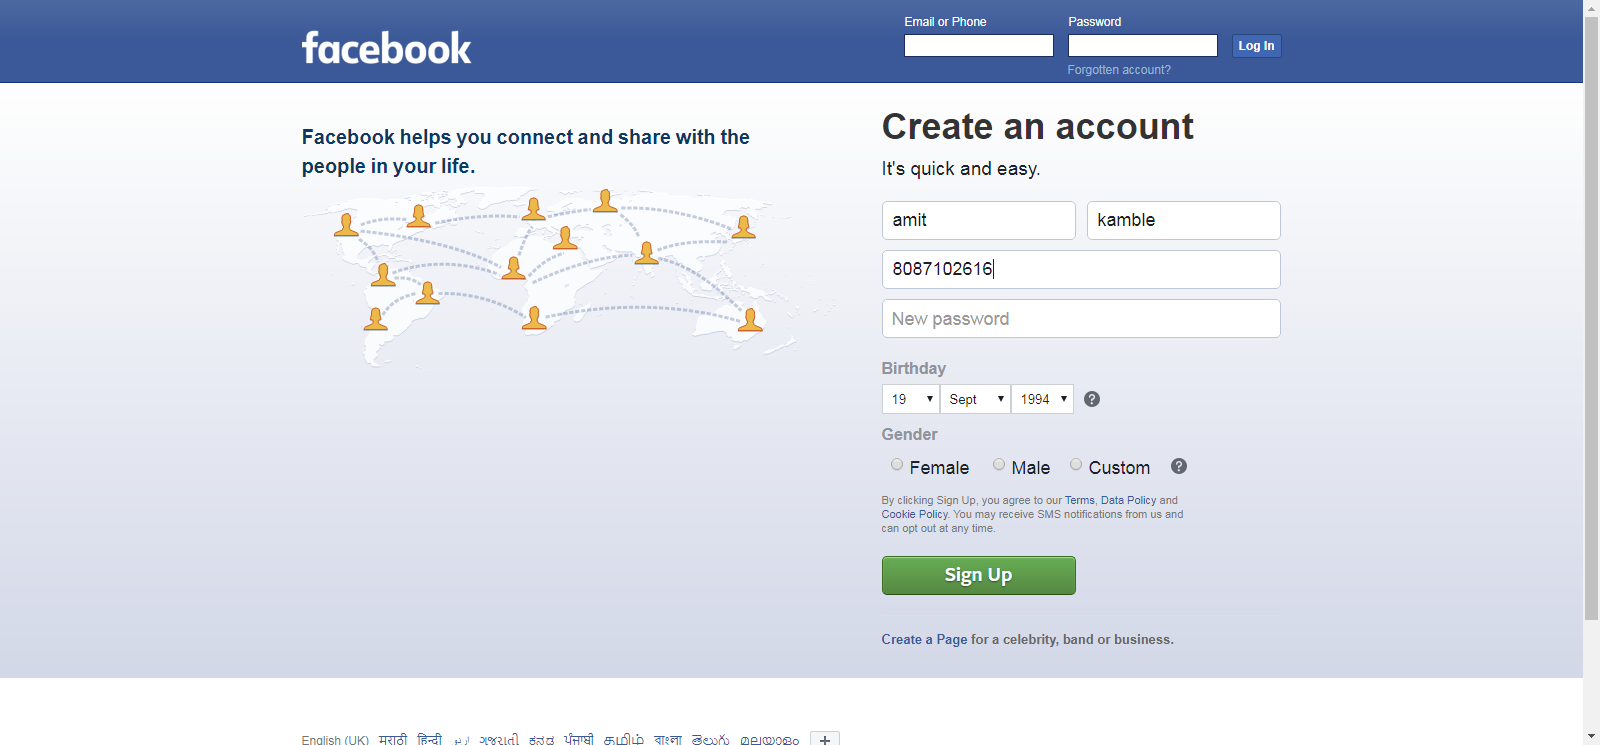 facebook
Email or Phone
Password
Log In
Forgotten account?
Facebook helps you connect and share with the
people in your life.
Create an account
It's quick and easy.
amit
kamble
8087102616
New password
Birthday
19 Sept 1994
Gender
Female Male Custom
By clicking Sign Up, you agree to our Terms, Data Policy and
Cookie Policy. You may receive SMS notifications from us and
can opt out at any time.
Sign Up
Create a Page for a celebrity, band or business.
English (UK) मराठी हिन्दी اردو ગુજરાતી ಕನ್ನಡ ਪੰਜਾਬੀ தமிழ் বাংলা తెలుగు മലയാളം +